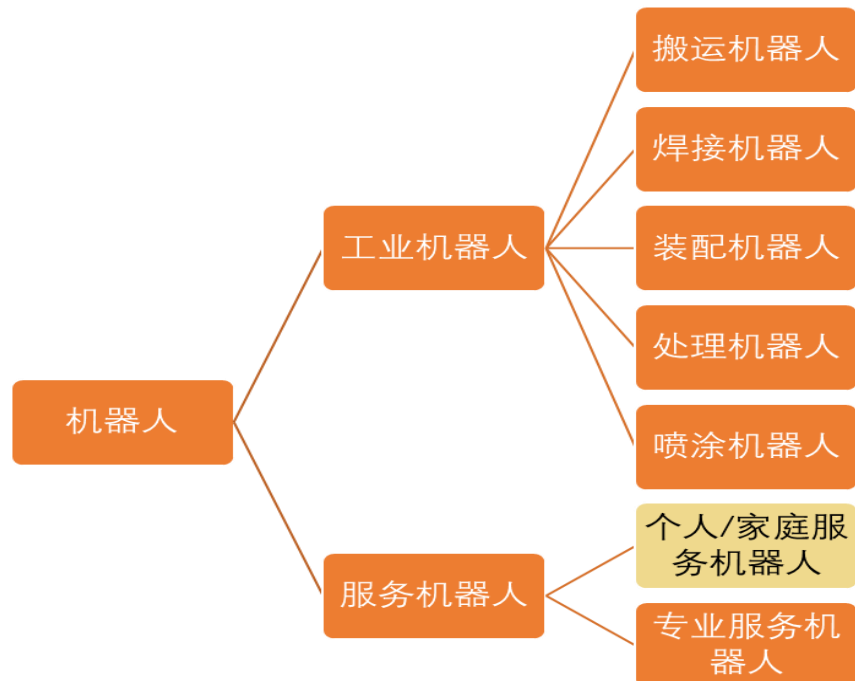 搬运机器人
焊接机器人
工业机器人
装配机器人
处理机器人
机器人
喷涂机器人
个人/家庭服
务机器人
服务机器人
专业服务机
器人